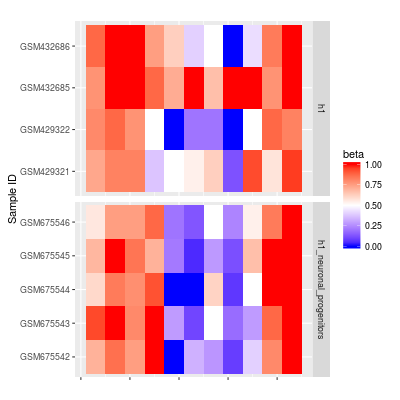 GSM432686
GSM432685
GSM429322
GSM429321
h1
GSM675546
GSM675545
GSM675544
GSM675543
GSM675542
h1_neuronal_progenitors
Sample ID
beta
1.00
0.75
0.50
0.25
0.00